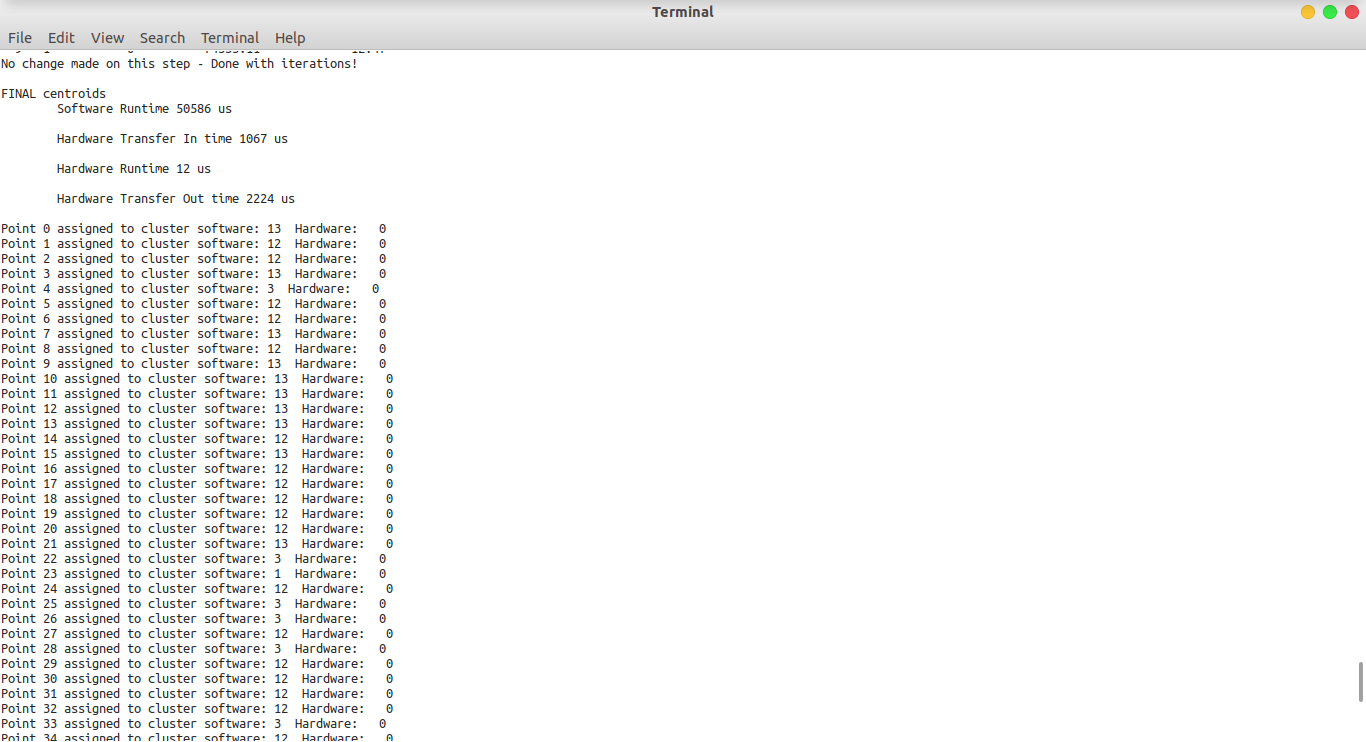 Terminal
File Edit View Search Terminal Help
No change made on this step - Done with iterations!
FINAL centroids
Software Runtime 50586 us
Hardware Transfer In time 1067 us
Hardware Runtime 12 us
Hardware Transfer Out time 2224 us
Point 0 assigned to cluster software: 13 Hardware: 0
Point 1 assigned to cluster software: 12 Hardware: 0
Point 2 assigned to cluster software: 12 Hardware: 0
Point 3 assigned to cluster software: 13 Hardware: 0
Point 4 assigned to cluster software: 3 Hardware: 0
Point 5 assigned to cluster software: 12 Hardware: 0
Point 6 assigned to cluster software: 12 Hardware: 0
Point 7 assigned to cluster software: 13 Hardware: 0
Point 8 assigned to cluster software: 12 Hardware: 0
Point 9 assigned to cluster software: 13 Hardware: 0
Point 10 assigned to cluster software: 13 Hardware: 0
Point 11 assigned to cluster software: 13 Hardware: 0
Point 12 assigned to cluster software: 13 Hardware: 0
Point 13 assigned to cluster software: 13 Hardware: 0
Point 14 assigned to cluster software: 12 Hardware: 0
Point 15 assigned to cluster software: 13 Hardware: 0
Point 16 assigned to cluster software: 12 Hardware: 0
Point 17 assigned to cluster software: 12 Hardware: 0
Point 18 assigned to cluster software: 12 Hardware: 0
Point 19 assigned to cluster software: 12 Hardware: 0
Point 20 assigned to cluster software: 12 Hardware: 0
Point 21 assigned to cluster software: 13 Hardware: 0
Point 22 assigned to cluster software: 3 Hardware: 0
Point 23 assigned to cluster software: 1 Hardware: 0
Point 24 assigned to cluster software: 12 Hardware: 0
Point 25 assigned to cluster software: 3 Hardware: 0
Point 26 assigned to cluster software: 3 Hardware: 0
Point 27 assigned to cluster software: 12 Hardware: 0
Point 28 assigned to cluster software: 3 Hardware: 0
Point 29 assigned to cluster software: 12 Hardware: 0
Point 30 assigned to cluster software: 12 Hardware: 0
Point 31 assigned to cluster software: 12 Hardware: 0
Point 32 assigned to cluster software: 12 Hardware: 0
Point 33 assigned to cluster software: 3 Hardware: 0
Point 34 assigned to cluster software: 12 Hardware: 0